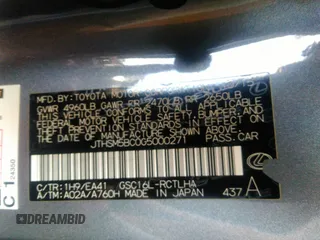 MFD.BY: TOYOTA MOTOR
GVWR 4960LB GAWR FR 2470LB RR
THIS VEHICLE CONFORMS TO ALL APPLICABLE
FEDERAL MOTOR VEHICLE SAFETY, BUMPER, AND
THEFT PREVENTION STANDARDS IN EFFECT ON
THE DATE OF MANUFACTURE SHOWN ABOVE.
JTHSM5BC0G5000271 PASS.CAR
C/TR: 1H9/EA41 GSC16L-RCTLHA
A/TM: A02A/A760H MADE IN JAPAN 437 A
C 1
24300
DREAMBID